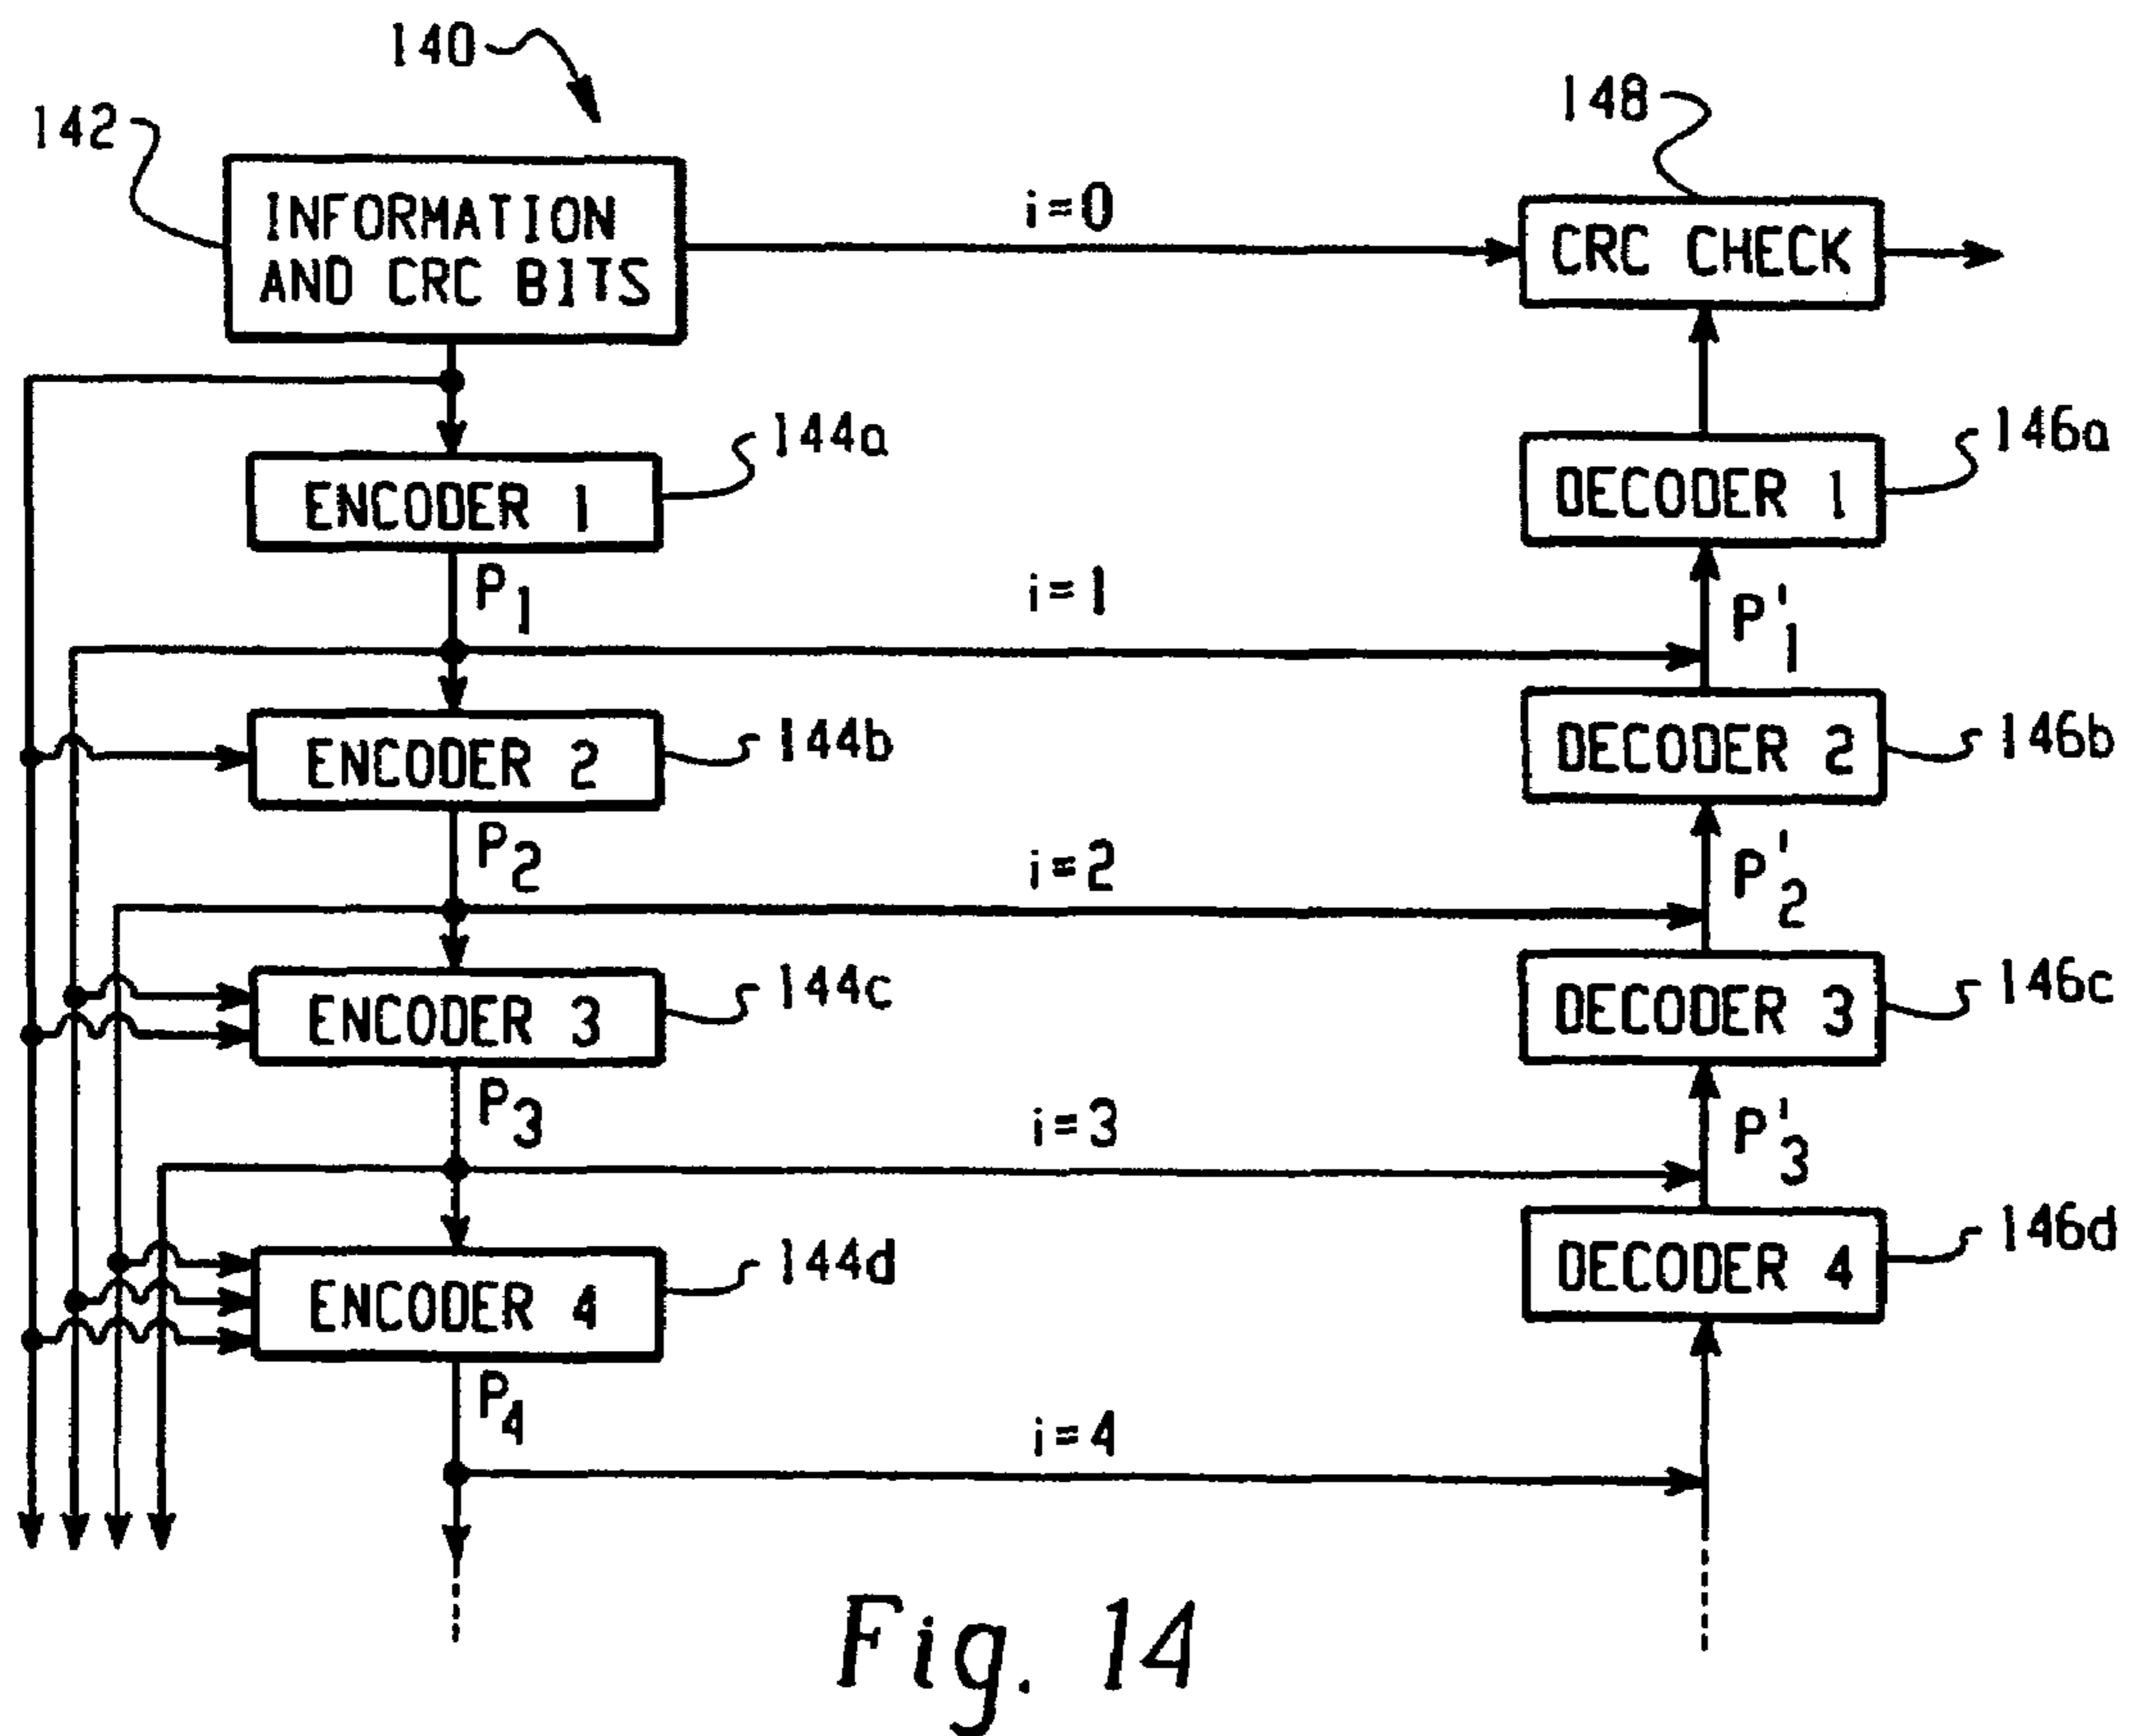 140
142
148
INFORMATION
AND CRC BITS
i=0
CRC CHECK
144a
146a
ENCODER 1
DECODER 1
P1
i=1
P'1
144b
146b
ENCODER 2
DECODER 2
P2
i=2
P'2
144c
146c
ENCODER 3
DECODER 3
P3
i=3
P'3
144d
146d
ENCODER 4
DECODER 4
P4
i=4
Fig. 14